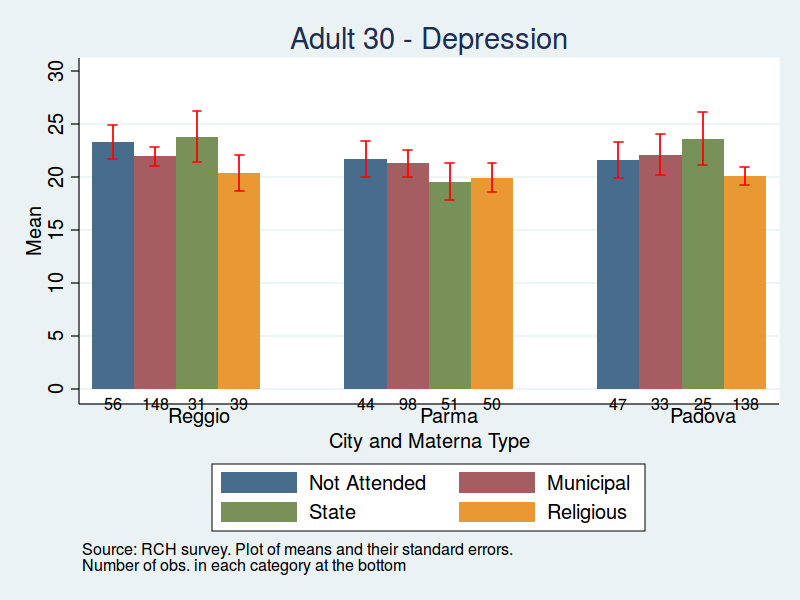 Adult 30 - Depression
30
25
20
15
10
5
0
Mean
56 148 31 39 44 98 51 50 47 33 25 138
Reggio Parma Padova
City and Materna Type
Not Attended Municipal
State Religious
Source: RCH survey. Plot of means and their standard errors.
Number of obs. in each category at the bottom